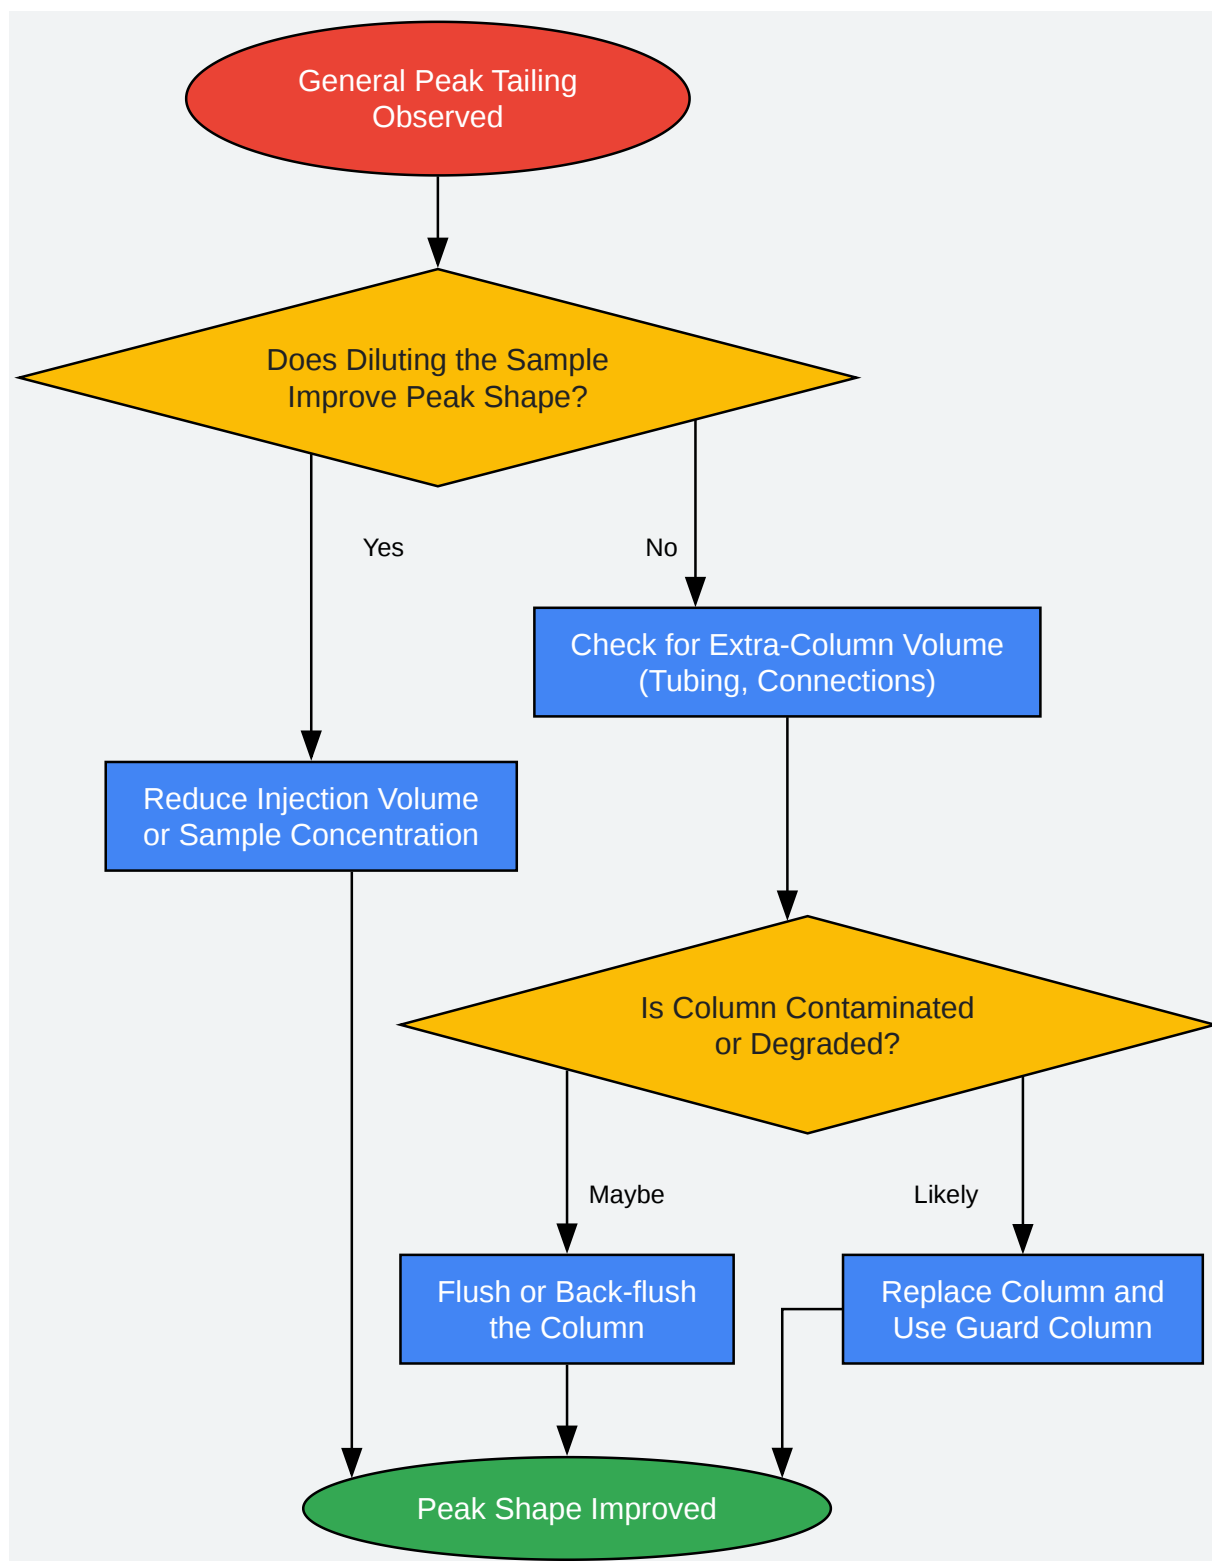 General Peak Tailing
Observed
Does Diluting the Sample
Improve Peak Shape?
Yes
No
Check for Extra-Column Volume
(Tubing, Connections)
Reduce Injection Volume
or Sample Concentration
Is Column Contaminated
or Degraded?
Maybe
Likely
Flush or Back-flush
the Column
Replace Column and
Use Guard Column
Peak Shape Improved